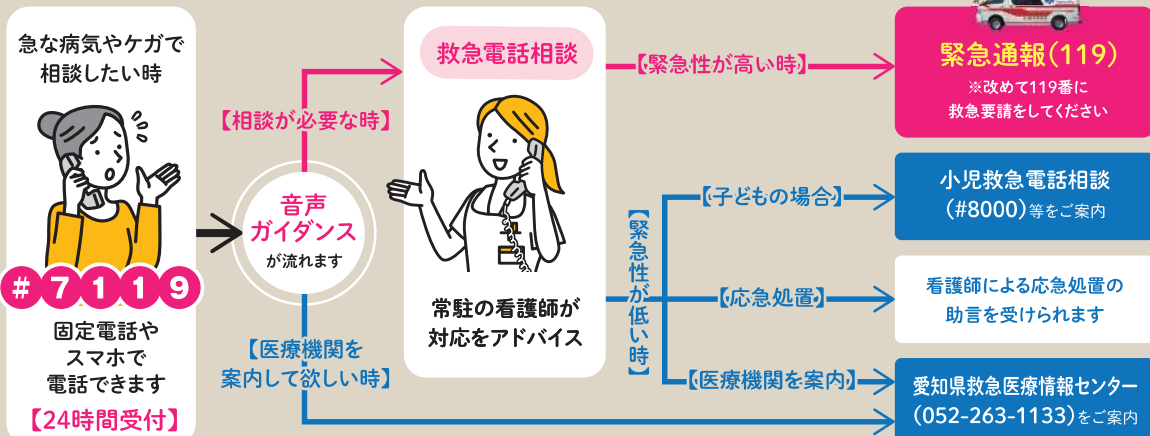 急な病気やケガで
相談したい時
#7119
固定電話や
スマホで
電話できます
【24時間受付】
音声
ガイダンス
が流れます
【相談が必要な時】
【医療機関を
案内して欲しい時】
救急電話相談
常駐の看護師が
対応をアドバイス
【緊急性が高い時】
緊急通報(119)
※改めて119番に
救急要請をしてください
【緊急性が低い時】
【子どもの場合】
小児救急電話相談
(#8000)等をご案内
【応急処置】
看護師による応急処置の
助言を受けられます
【医療機関を案内】
愛知県救急医療情報センター
(052-263-1133)をご案内